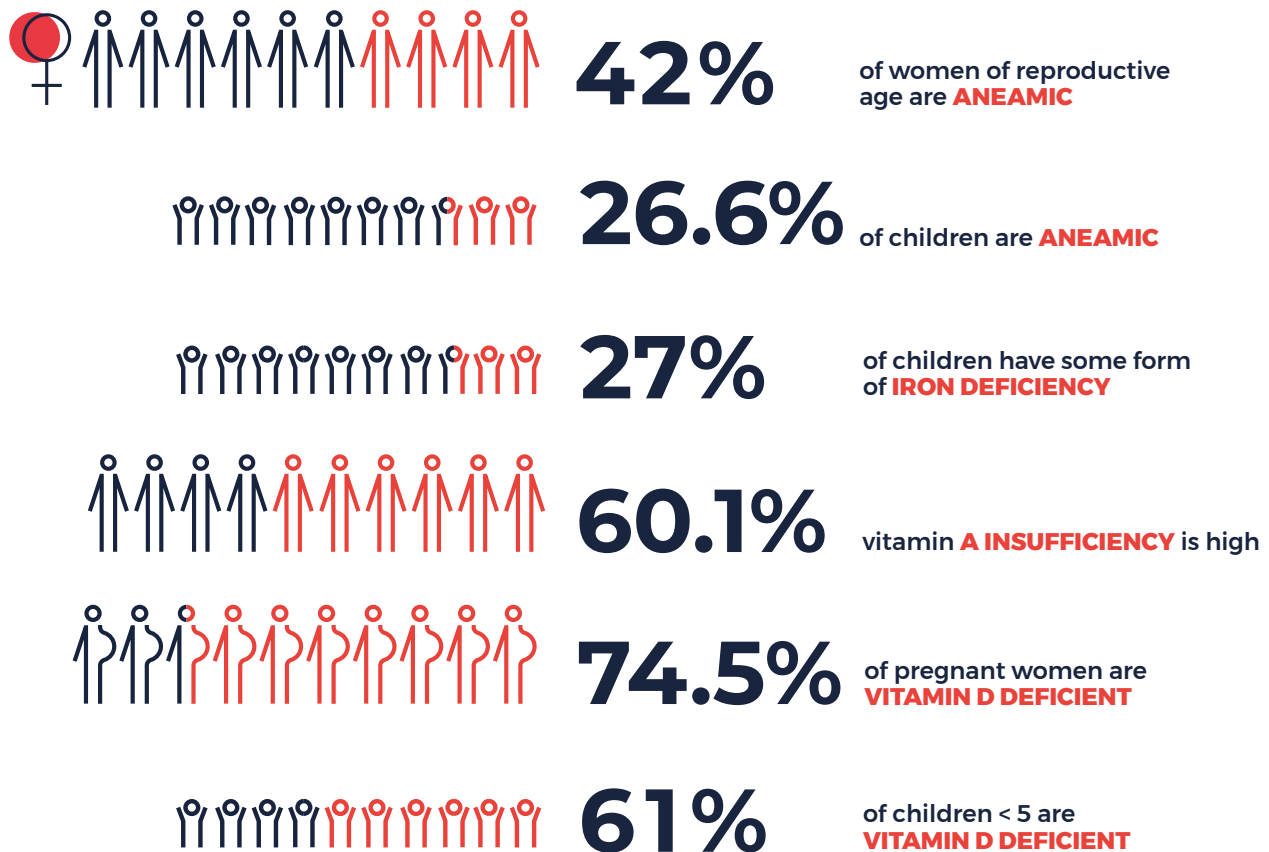 42%
of women of reproductive
age are ANEAMIC
26.6%
of children are ANEAMIC
27%
of children have some form
of IRON DEFICIENCY
60.1%
vitamin A INSUFFICIENCY is high
74.5%
of pregnant women are
VITAMIN D DEFICIENT
61%
of children < 5 are
VITAMIN D DEFICIENT